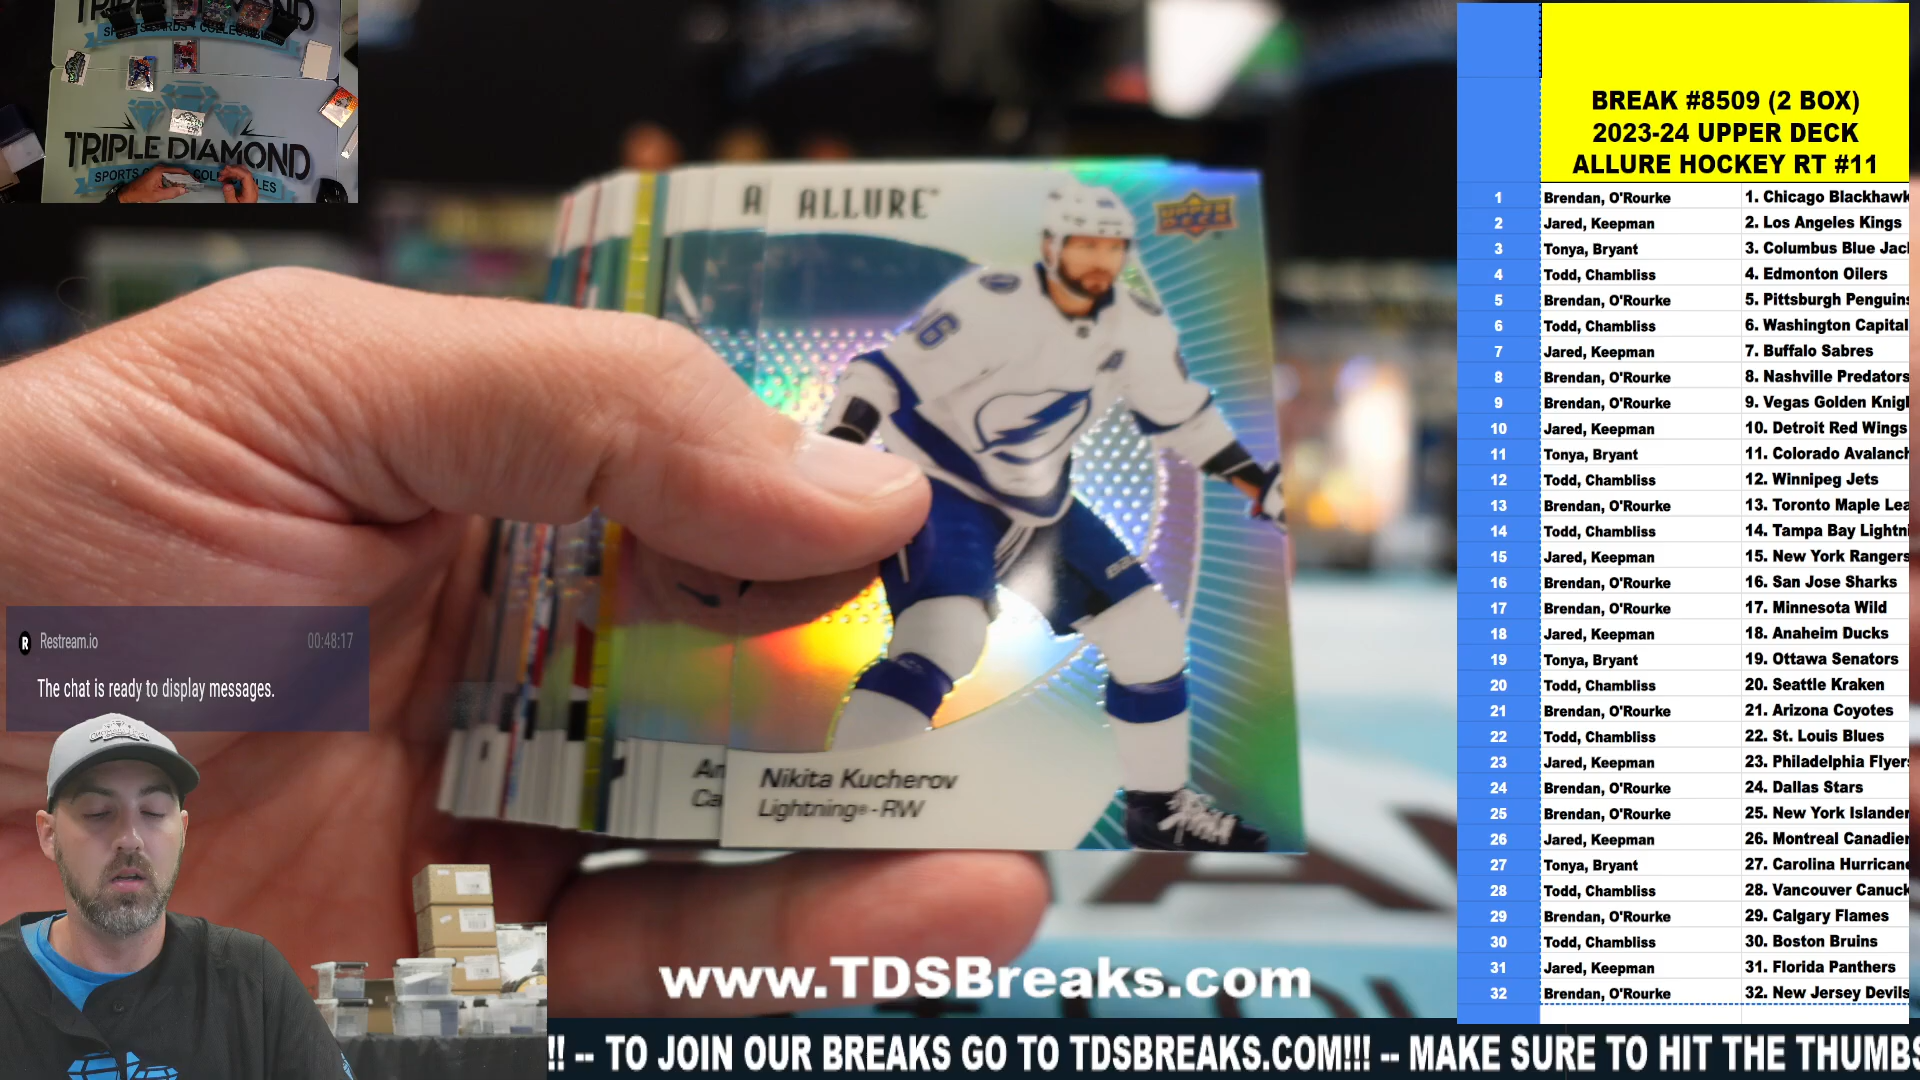 TRIPLE DIAMOND
SPORTS CARDS + COLLECTIBLES
TRIPLE DIAMOND
A ALLURE™
UPPER DECK
BREAK #8509 (2 BOX)
2023-24 UPPER DECK
ALLURE HOCKEY RT #11
1 Brendan, O'Rourke 1. Chicago Blackhawk
2 Jared, Keepman 2. Los Angeles Kings
3 Tonya, Bryant 3. Columbus Blue Jac
4 Todd, Chambliss 4. Edmonton Oilers
5 Brendan, O'Rourke 5. Pittsburgh Penguins
6 Todd, Chambliss 6. Washington Capital
7 Jared, Keepman 7. Buffalo Sabres
8 Brendan, O'Rourke 8. Nashville Predators
9 Brendan, O'Rourke 9. Vegas Golden Knig
10 Jared, Keepman 10. Detroit Red Wings
11 Tonya, Bryant 11. Colorado Avalanch
12 Todd, Chambliss 12. Winnipeg Jets
13 Brendan, O'Rourke 13. Toronto Maple Lea
14 Todd, Chambliss 14. Tampa Bay Lightni
15 Jared, Keepman 15. New York Rangers
16 Brendan, O'Rourke 16. San Jose Sharks
17 Brendan, O'Rourke 17. Minnesota Wild
18 Jared, Keepman 18. Anaheim Ducks
19 Tonya, Bryant 19. Ottawa Senators
20 Todd, Chambliss 20. Seattle Kraken
21 Brendan, O'Rourke 21. Arizona Coyotes
22 Todd, Chambliss 22. St. Louis Blues
23 Jared, Keepman 23. Philadelphia Flyers
24 Brendan, O'Rourke 24. Dallas Stars
25 Brendan, O'Rourke 25. New York Islander
26 Jared, Keepman 26. Montreal Canadien
27 Tonya, Bryant 27. Carolina Hurricane
28 Todd, Chambliss 28. Vancouver Canuck
29 Brendan, O'Rourke 29. Calgary Flames
30 Todd, Chambliss 30. Boston Bruins
31 Jared, Keepman 31. Florida Panthers
32 Brendan, O'Rourke 32. New Jersey Devils
R Restream.io 00:48:17
The chat is ready to display messages.
An
Ca
Nikita Kucherov
Lightning® - RW
www.TDSBreaks.com
!! -- TO JOIN OUR BREAKS GO TO TDSBREAKS.COM!!! -- MAKE SURE TO HIT THE THUMBS